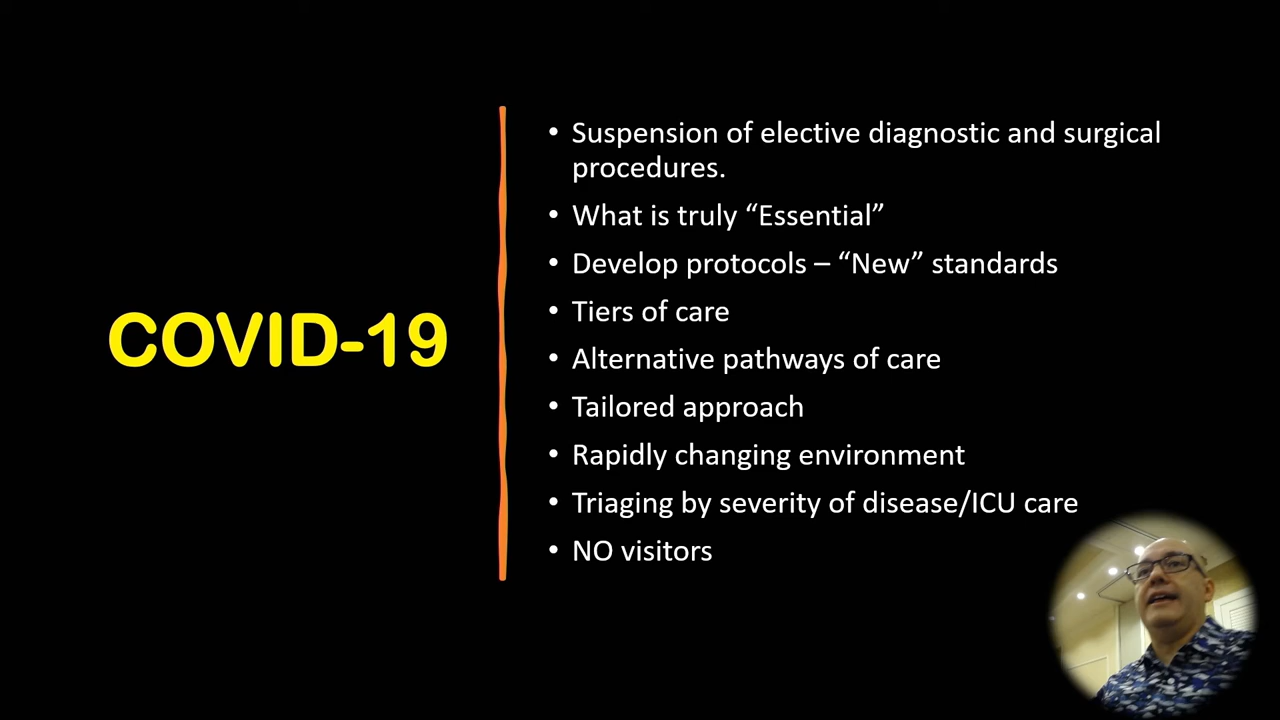 COVID-19
• Suspension of elective diagnostic and surgical
procedures.
• What is truly “Essential”
• Develop protocols – “New” standards
• Tiers of care
• Alternative pathways of care
• Tailored approach
• Rapidly changing environment
• Triaging by severity of disease/ICU care
• NO visitors